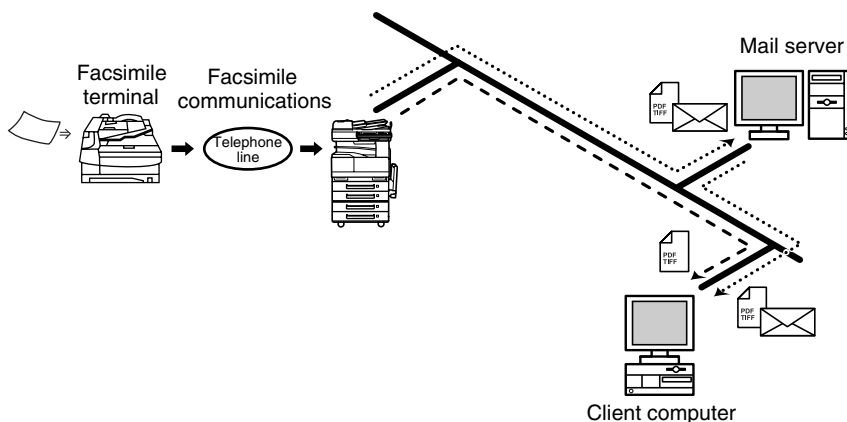 Facsimile
terminal
Facsimile
communications
Telephone
line
Mail server
PDF
TIFF
PDF
TIFF
PDF
TIFF
Client computer